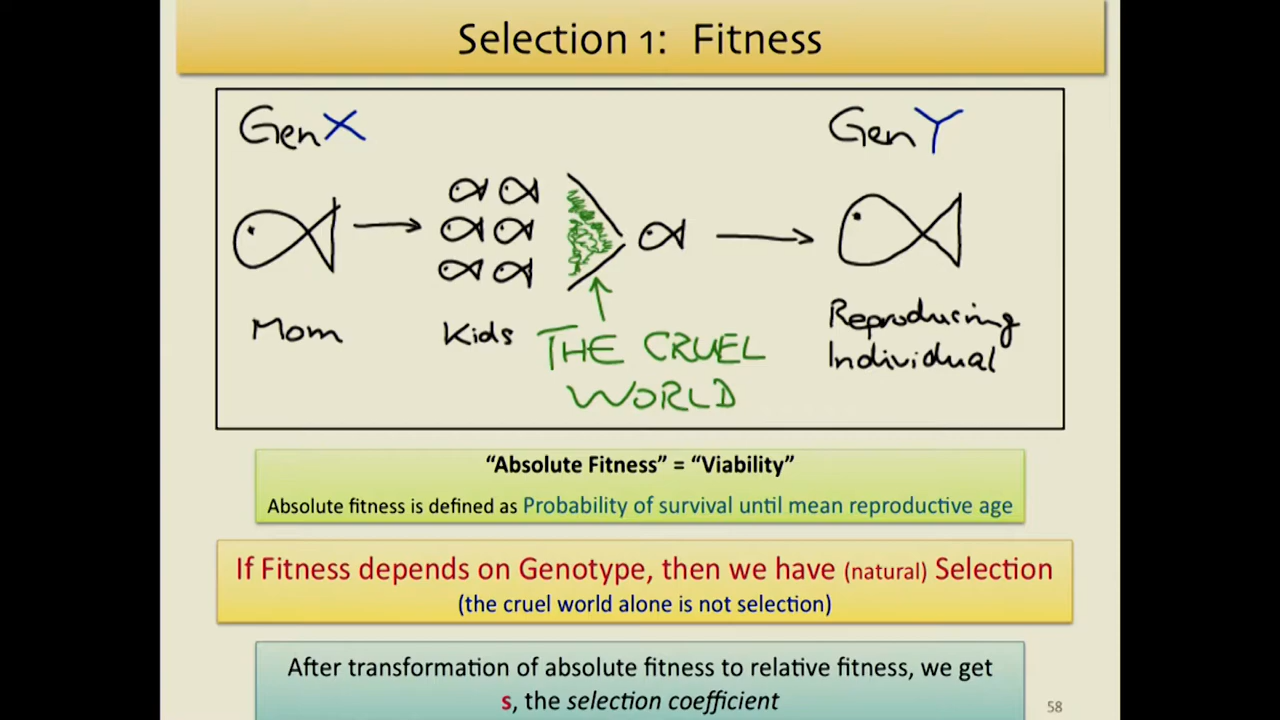 Selection 1: Fitness
GenX
GenY
Mom
Kids
THE CRUEL
WORLD
Reproducing
Individual
“Absolute Fitness” = “Viability”
Absolute fitness is defined as Probability of survival until mean reproductive age
If Fitness depends on Genotype, then we have (natural) Selection
(the cruel world alone is not selection)
After transformation of absolute fitness to relative fitness, we get
s, the selection coefficient
58